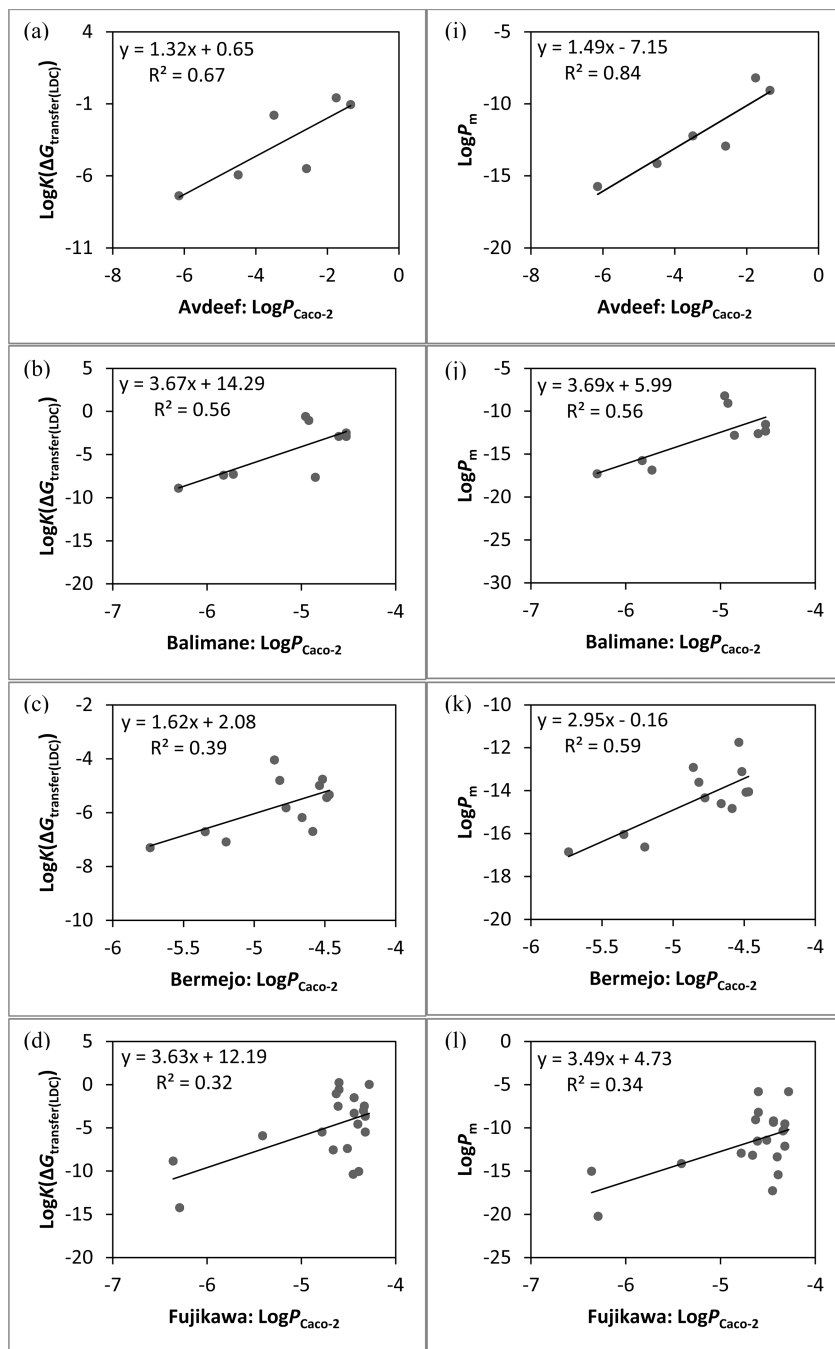 (a)
y = 1.32x + 0.65
R² = 0.67
4
-1
-6
-11
LogK(ΔGtransfer(LDC))
-8 -6 -4 -2 0
Avdeef: LogPCaco-2
(i)
y = 1.49x - 7.15
R² = 0.84
-5
-10
-15
-20
LogPm
-8 -6 -4 -2 0
Avdeef: LogPCaco-2
(b)
y = 3.67x + 14.29
R² = 0.56
5
0
-5
-10
-15
-20
LogK(ΔGtransfer(LDC))
-7 -6 -5 -4
Balimane: LogPCaco-2
(j)
y = 3.69x + 5.99
R² = 0.56
-5
-10
-15
-20
-25
-30
LogPm
-7 -6 -5 -4
Balimane: LogPCaco-2
(c)
y = 1.62x + 2.08
R² = 0.39
-2
-4
-6
-8
-10
LogK(ΔGtransfer(LDC))
-6 -5.5 -5 -4.5 -4
Bermejo: LogPCaco-2
(k)
y = 2.95x - 0.16
R² = 0.59
-10
-12
-14
-16
-18
-20
LogPm
-6 -5.5 -5 -4.5 -4
Bermejo: LogPCaco-2
(d)
y = 3.63x + 12.19
R² = 0.32
5
0
-5
-10
-15
-20
LogK(ΔGtransfer(LDC))
-7 -6 -5 -4
Fujikawa: LogPCaco-2
(l)
y = 3.49x + 4.73
R² = 0.34
0
-5
-10
-15
-20
-25
LogPm
-7 -6 -5 -4
Fujikawa: LogPCaco-2